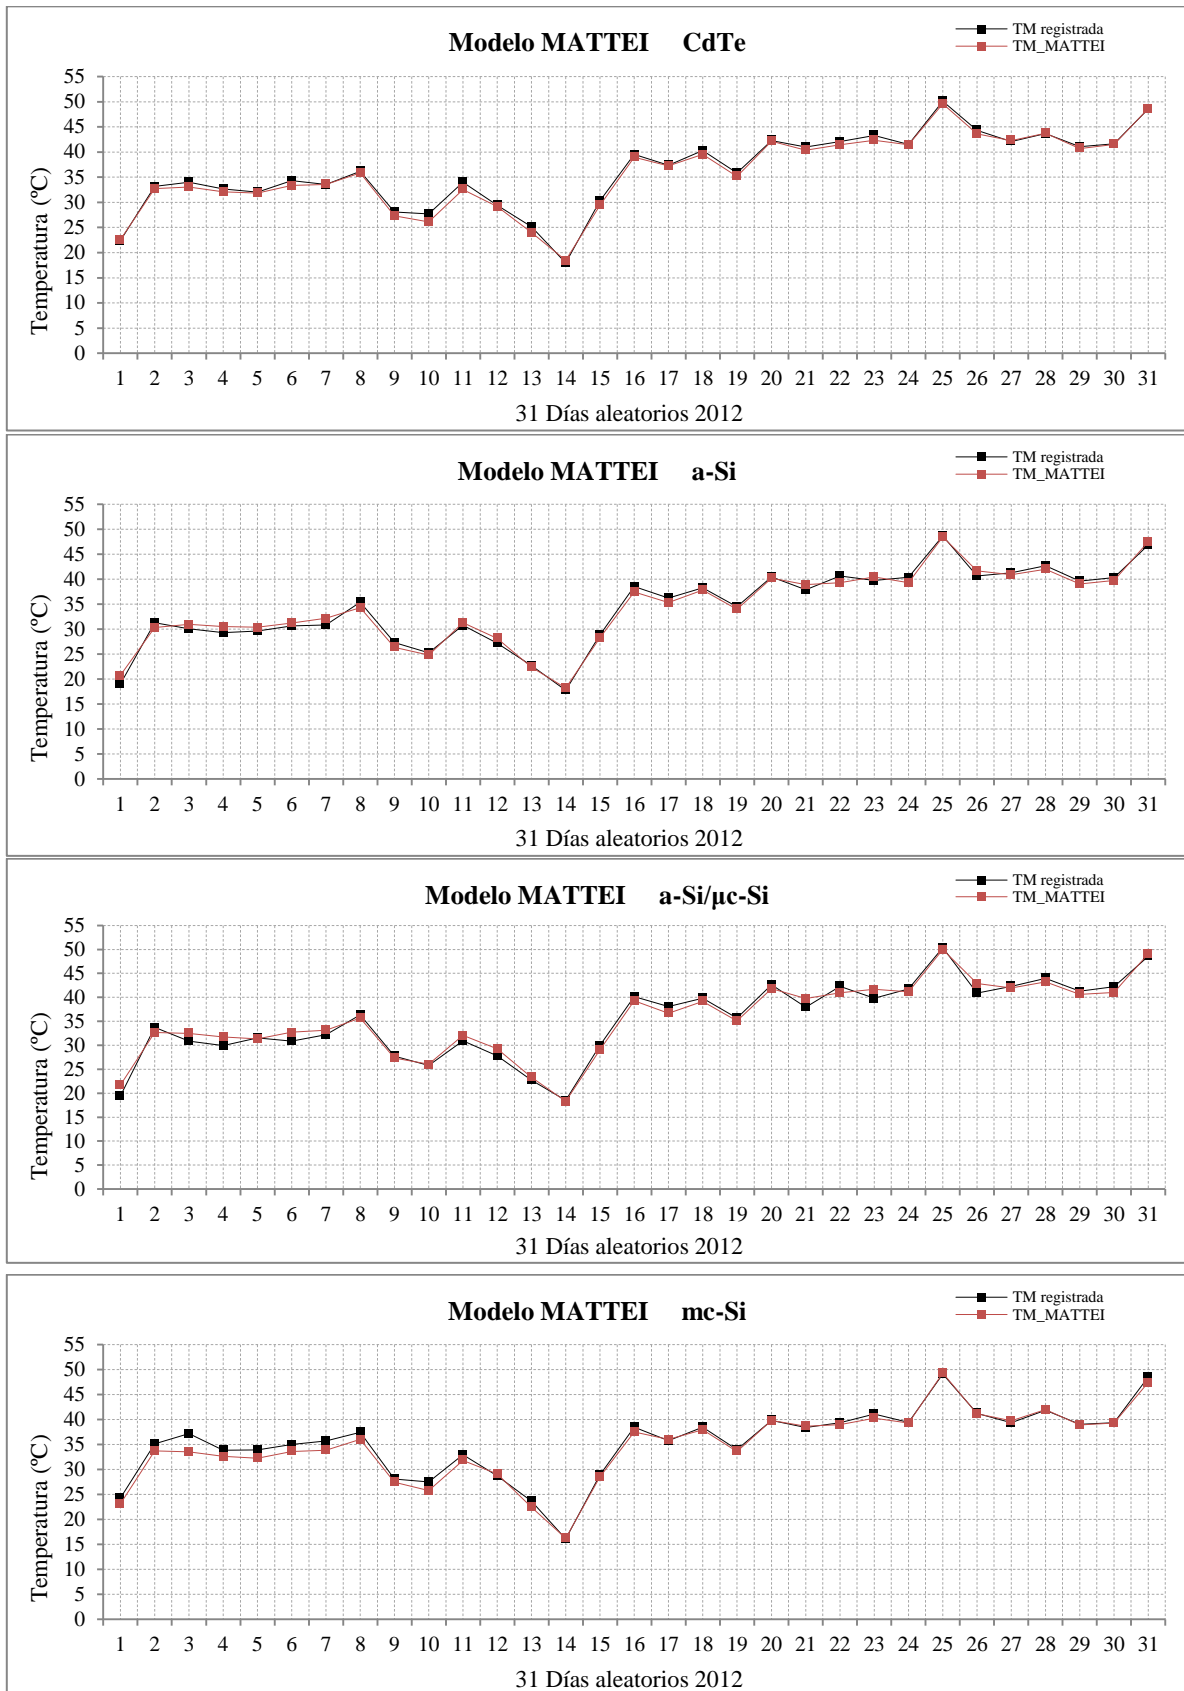 Modelo MATTEI CdTe
TM registrada
TM_MATTEI
Temperatura (ºC)
55
50
45
40
35
30
25
20
15
10
5
0
1 2 3 4 5 6 7 8 9 10 11 12 13 14 15 16 17 18 19 20 21 22 23 24 25 26 27 28 29 30 31
31 Días aleatorios 2012
Modelo MATTEI a-Si
TM registrada
TM_MATTEI
Temperatura (ºC)
55
50
45
40
35
30
25
20
15
10
5
0
1 2 3 4 5 6 7 8 9 10 11 12 13 14 15 16 17 18 19 20 21 22 23 24 25 26 27 28 29 30 31
31 Días aleatorios 2012
Modelo MATTEI a-Si/µc-Si
TM registrada
TM_MATTEI
Temperatura (ºC)
55
50
45
40
35
30
25
20
15
10
5
0
1 2 3 4 5 6 7 8 9 10 11 12 13 14 15 16 17 18 19 20 21 22 23 24 25 26 27 28 29 30 31
31 Días aleatorios 2012
Modelo MATTEI mc-Si
TM registrada
TM_MATTEI
Temperatura (ºC)
55
50
45
40
35
30
25
20
15
10
5
0
1 2 3 4 5 6 7 8 9 10 11 12 13 14 15 16 17 18 19 20 21 22 23 24 25 26 27 28 29 30 31
31 Días aleatorios 2012